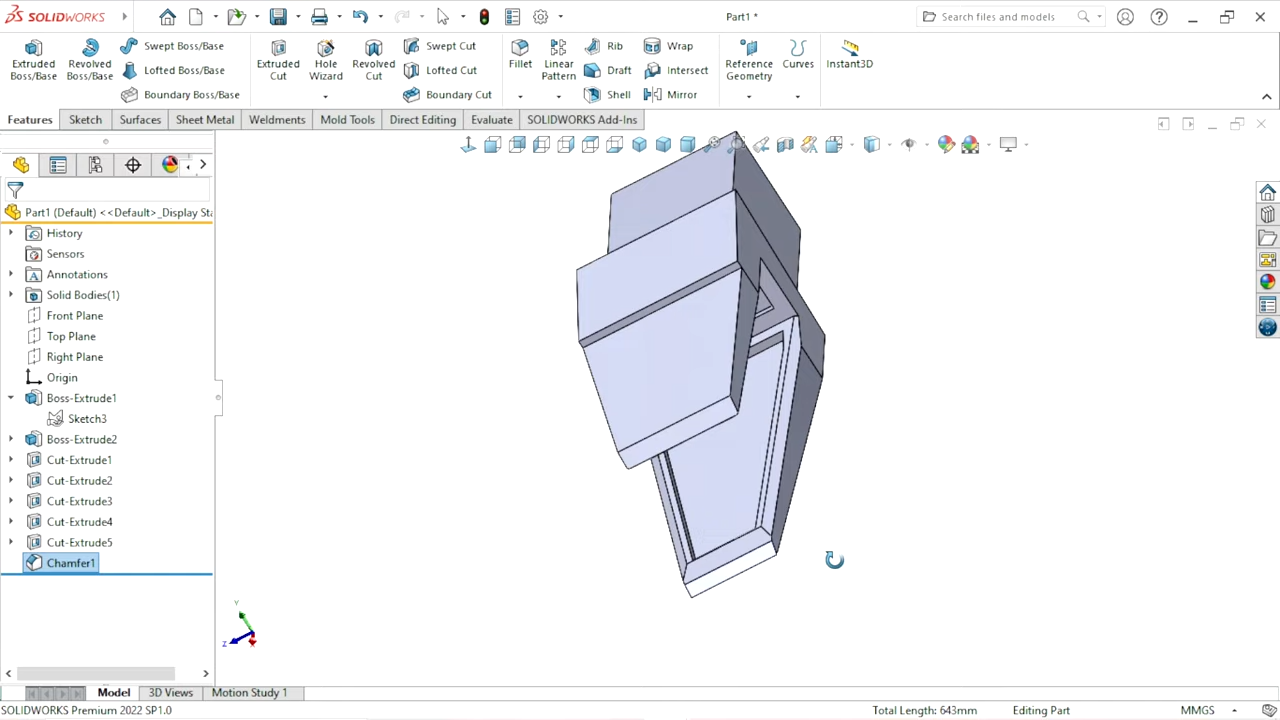 SOLIDWORKS
Part1 *
Search files and models
Extruded Boss/Base
Revolved Boss/Base
Swept Boss/Base
Lofted Boss/Base
Boundary Boss/Base
Extruded Cut
Hole Wizard
Revolved Cut
Swept Cut
Lofted Cut
Boundary Cut
Fillet
Linear Pattern
Rib
Draft
Shell
Wrap
Intersect
Mirror
Reference Geometry
Curves
Instant3D
Features Sketch Surfaces Sheet Metal Weldments Mold Tools Direct Editing Evaluate SOLIDWORKS Add-Ins
Part1 (Default) <<Default>_Display Sta
History
Sensors
Annotations
Solid Bodies(1)
Front Plane
Top Plane
Right Plane
Origin
Boss-Extrude1
Sketch3
Boss-Extrude2
Cut-Extrude1
Cut-Extrude2
Cut-Extrude3
Cut-Extrude4
Cut-Extrude5
Chamfer1
Y
Z
Model 3D Views Motion Study 1
SOLIDWORKS Premium 2022 SP1.0 Total Length: 643mm Editing Part MMGS